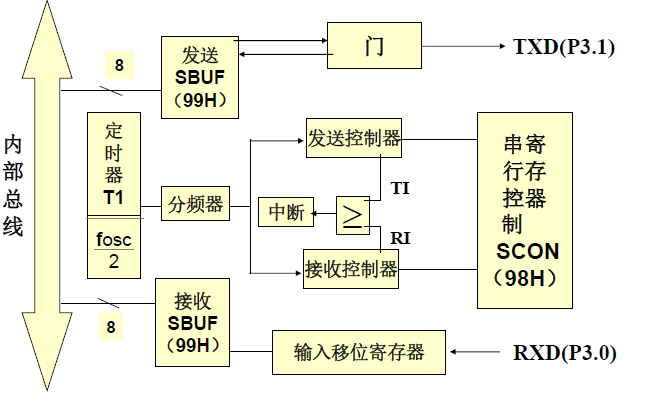 发送
SBUF
（99H）
门
TXD(P3.1)
8
内部总线
定时器
T1
fosc
2
分频器
发送控制器
TI
中断
≥
RI
接收控制器
串行控制
寄存器
SCON
（98H）
接收
SBUF
（99H）
8
输入移位寄存器
RXD(P3.0)